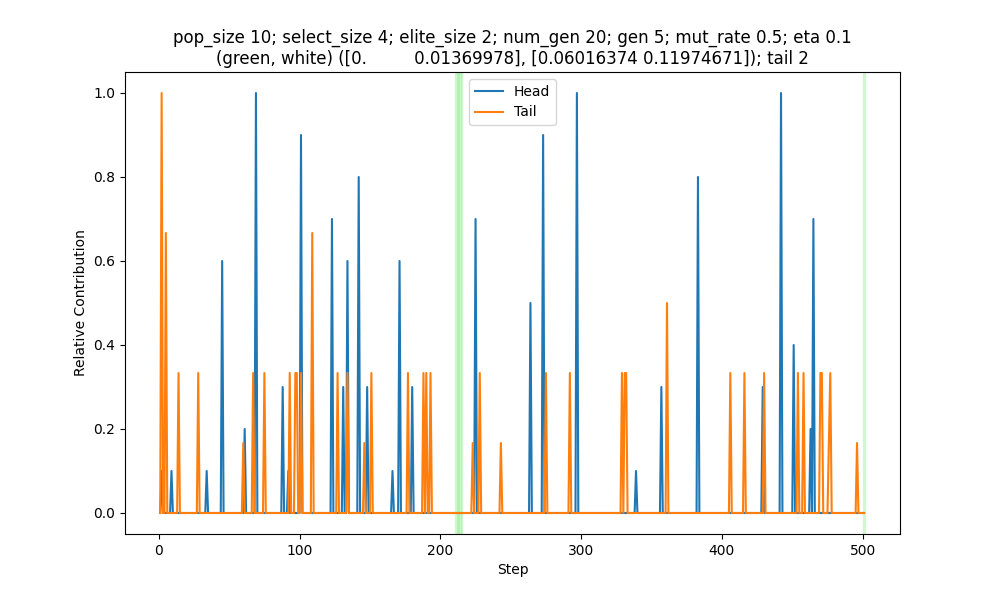 pop_size 10; select_size 4; elite_size 2; num_gen 20; gen 5; mut_rate 0.5; eta 0.1
(green, white) ([0.          0.01369978], [0.06016374 0.11974671]); tail 2
Head
Tail
Relative Contribution
1.0
0.8
0.6
0.4
0.2
0.0
0
100
200
300
400
500
Step